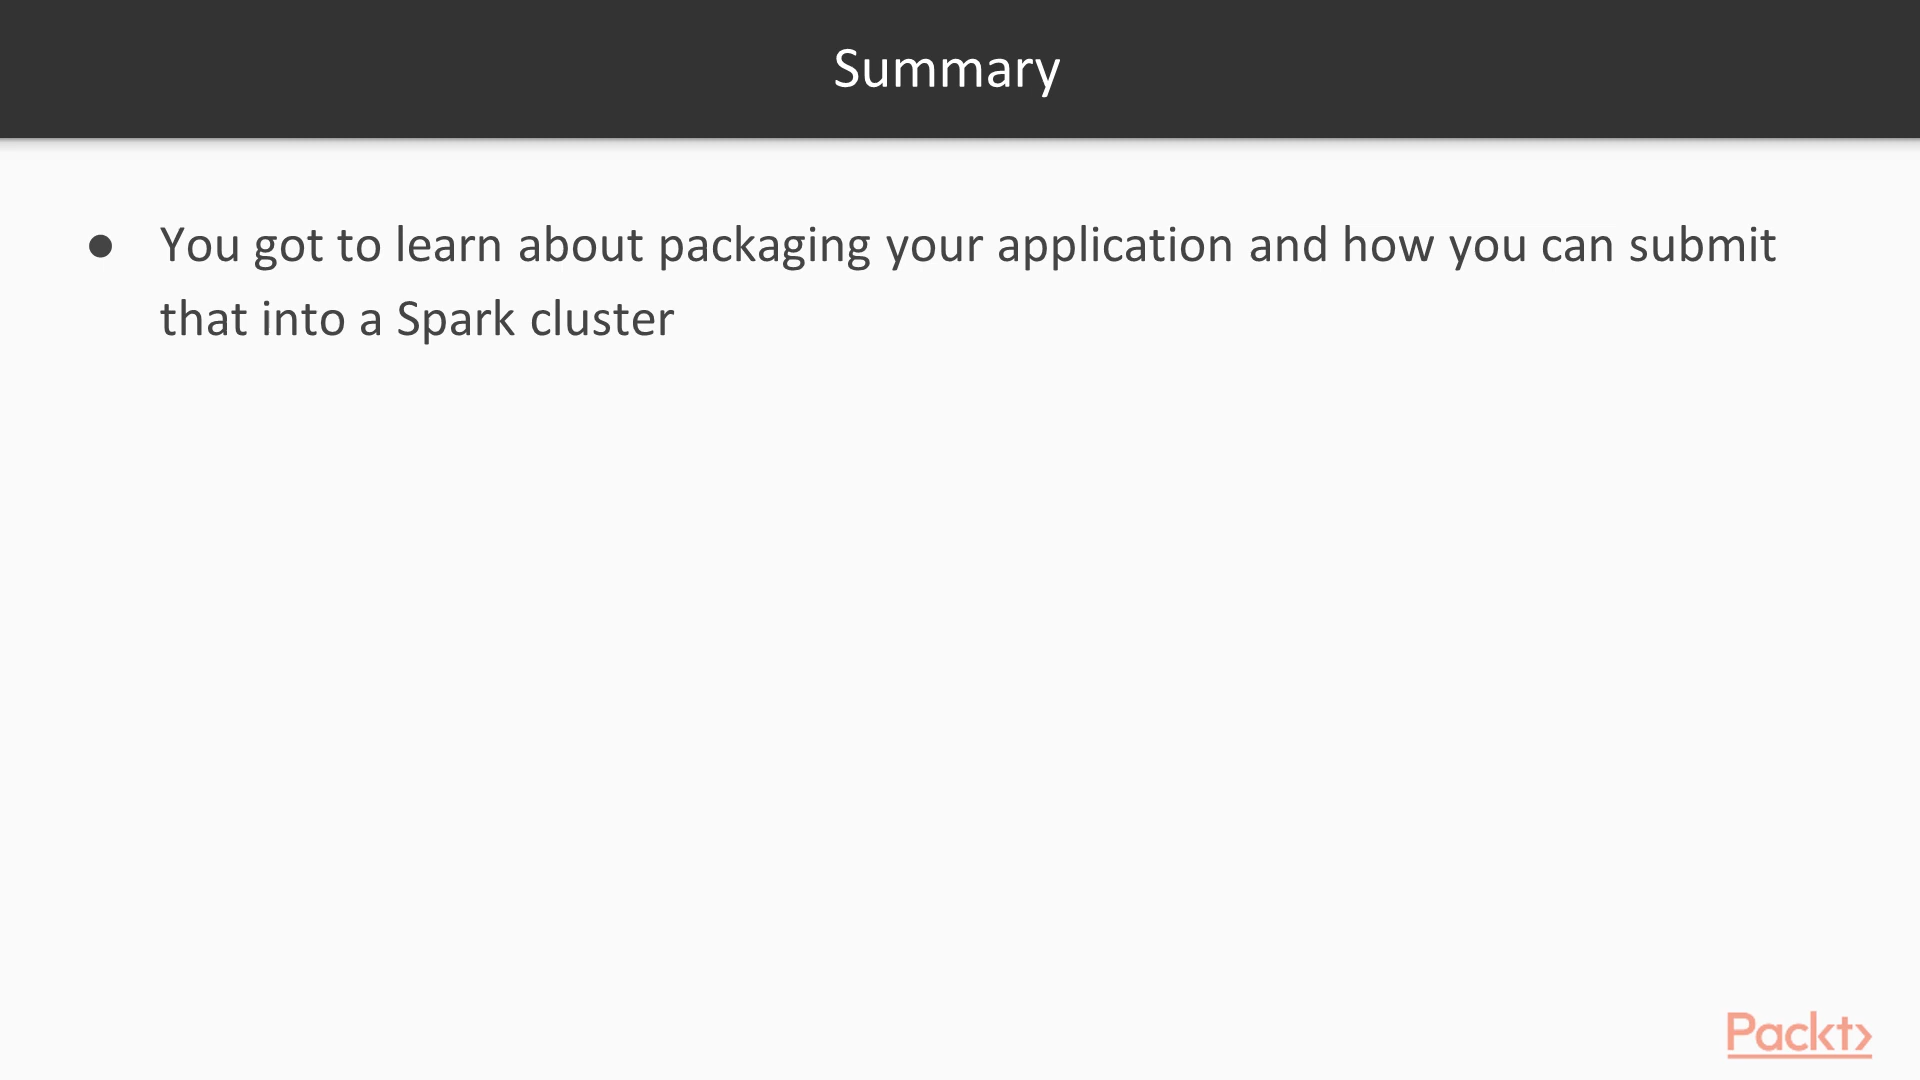 Summary
● You got to learn about packaging your application and how you can submit
that into a Spark cluster
Packt>